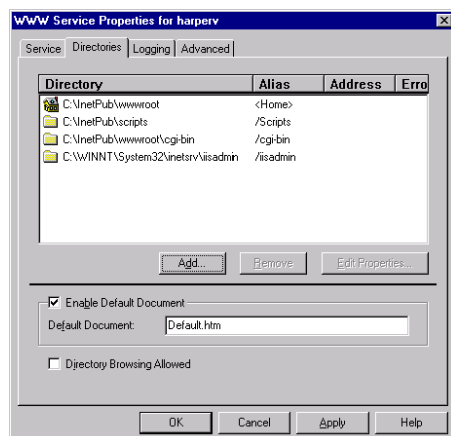 WWW Service Properties for harperv
Service Directories Logging Advanced
Directory Alias Address Erro
C:\InetPub\wwwroot <Home>
C:\InetPub\scripts /Scripts
C:\InetPub\wwwroot\cgi-bin /cgi-bin
C:\WINNT\System32\inetsrv\iisadmin /iisadmin
Add... Remove Edit Properties...
Enable Default Document
Default Document: Default.htm
Directory Browsing Allowed
OK Cancel Apply Help